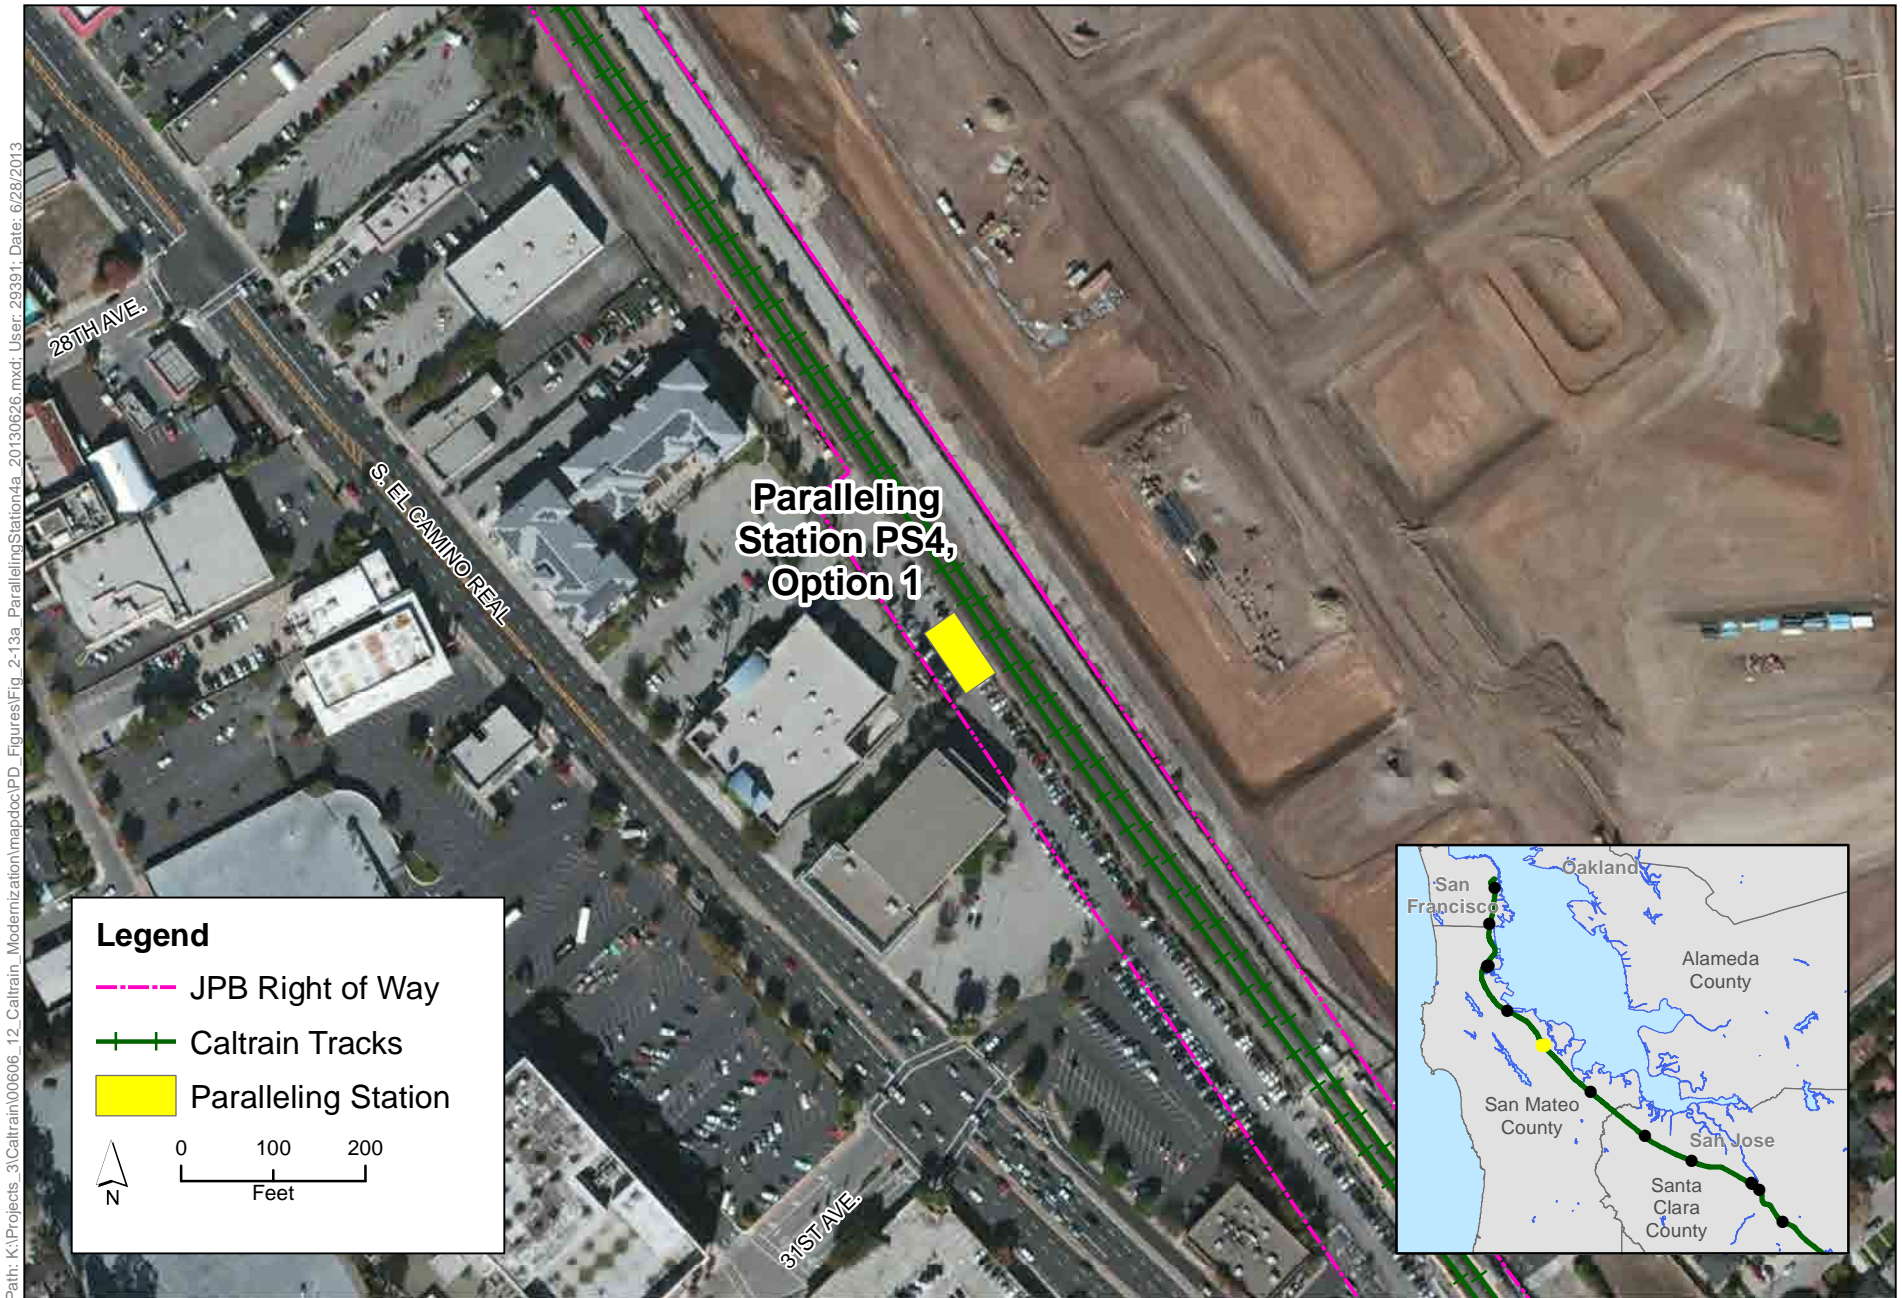 Path: K:\Projects_3\Caltrain\00606_12_Caltrain_Modernization\mapdoc\PD_Figures\Fig_2-13a_ParallelingStation4a_20130626.mxd; User: 29391; Date: 6/28/2013
28TH AVE.
S. EL CAMINO REAL
Paralleling
Station PS4,
Option 1
31ST AVE.
Legend
JPB Right of Way
Caltrain Tracks
Paralleling Station
N
0 100 200
Feet
Oakland
San
Francisco
Alameda
County
San Mateo
County
San Jose
Santa
Clara
County